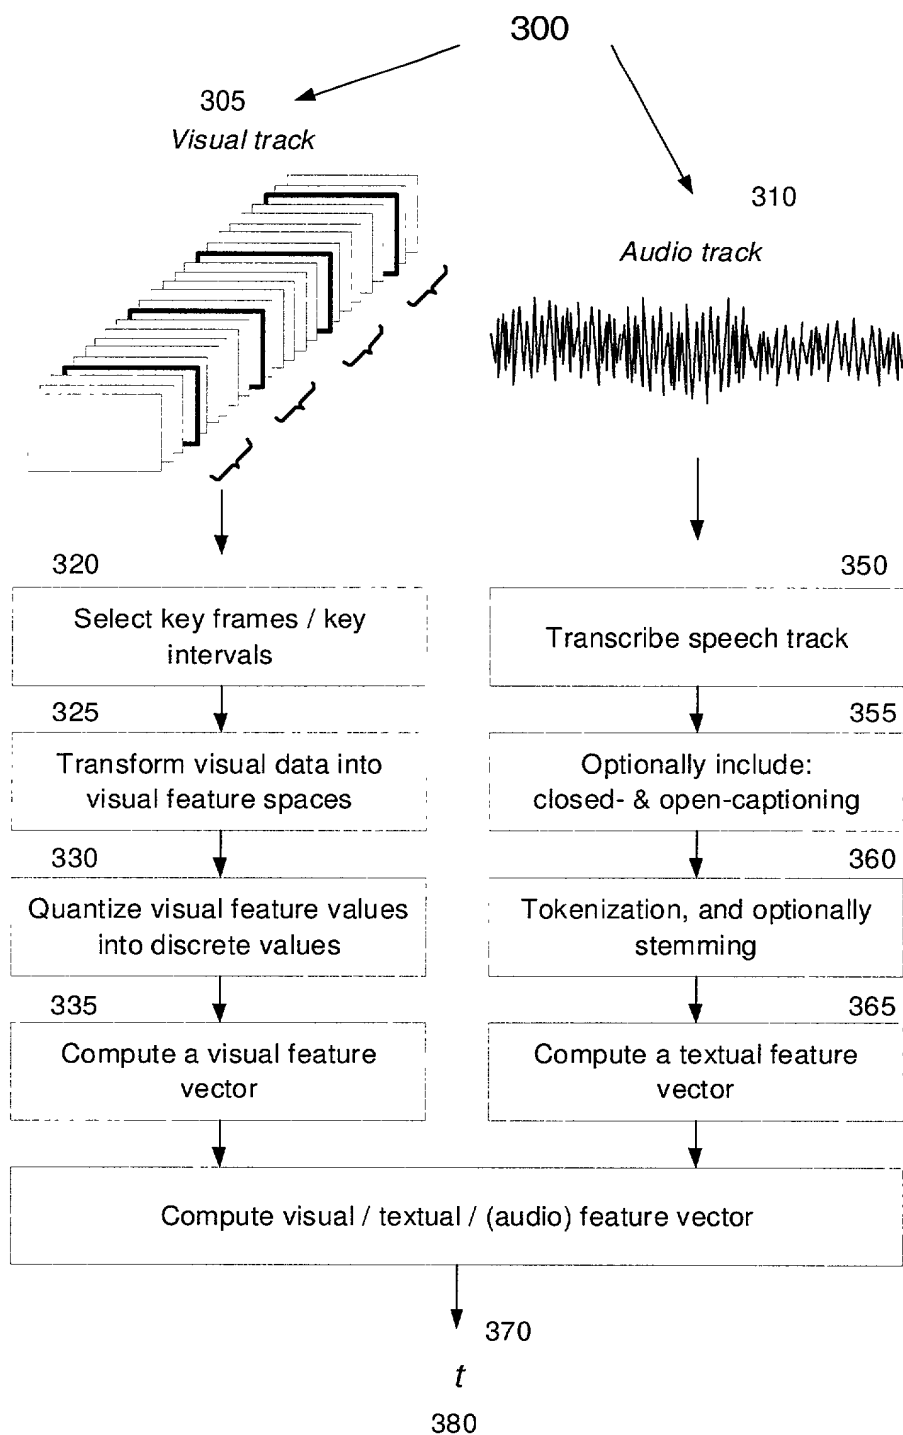 300
305
Visual track
310
Audio track
320
Select key frames / key
intervals
325
Transform visual data into
visual feature spaces
330
Quantize visual feature values
into discrete values
335
Compute a visual feature
vector
350
Transcribe speech track
355
Optionally include:
closed- & open-captioning
360
Tokenization, and optionally
stemming
365
Compute a textual feature
vector
Compute visual / textual / (audio) feature vector
370
t
380